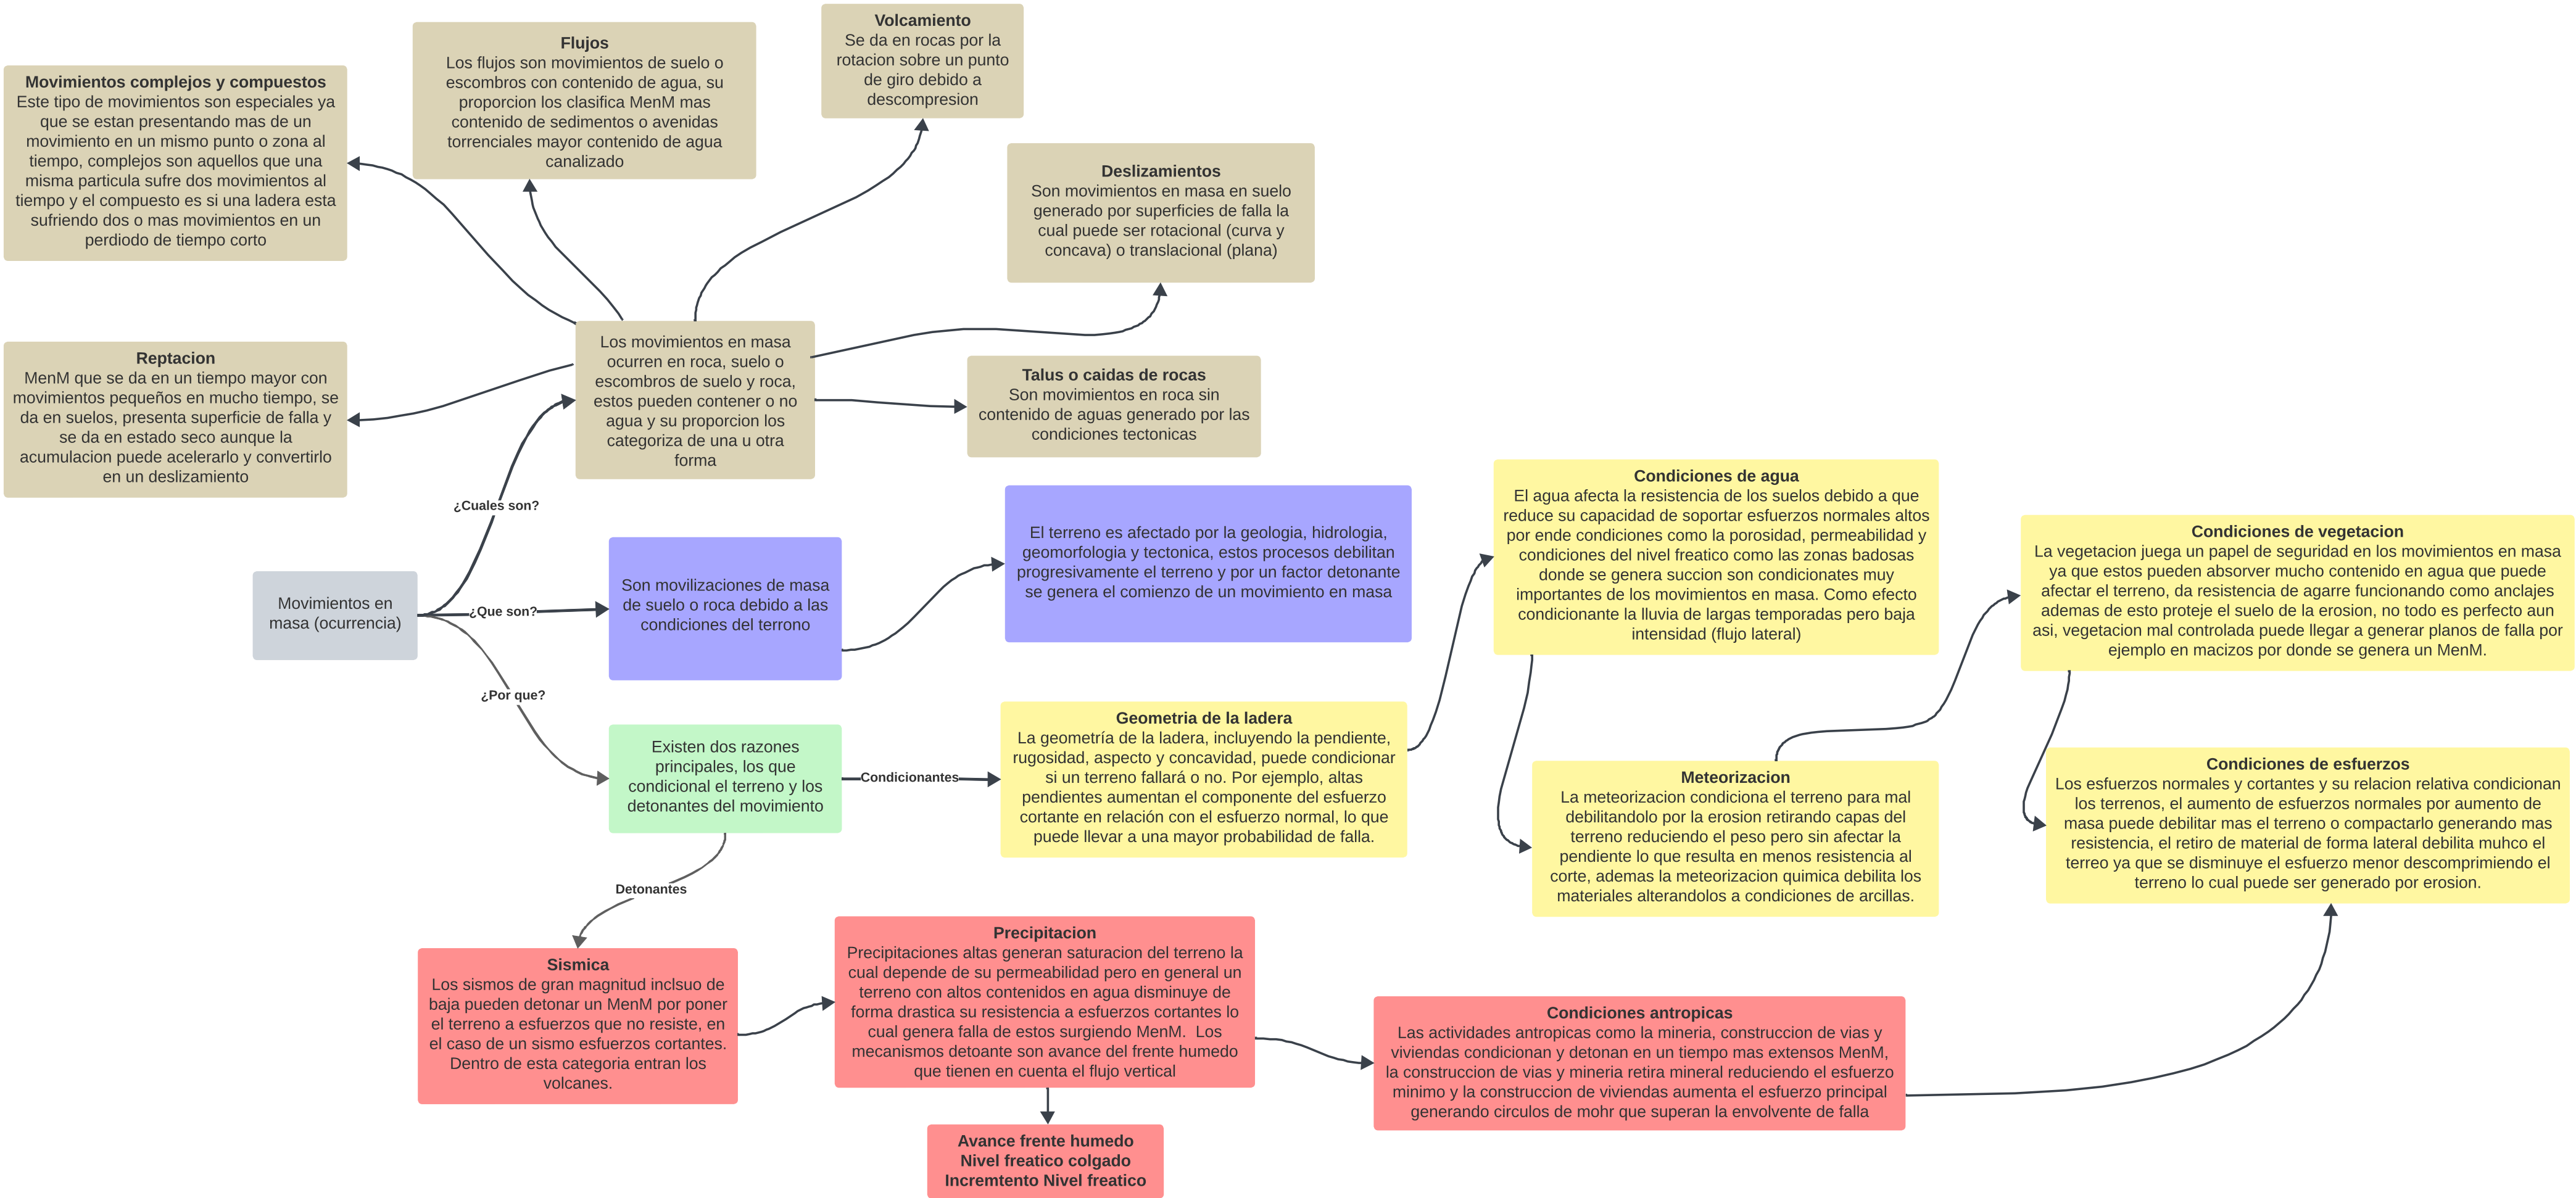 Volcamiento
Se da en rocas por la
rotacion sobre un punto
de giro debido a
descompresion
Flujos
Los flujos son movimientos de suelo o
escombros con contenido de agua, su
proporcion los clasifica MenM mas
contenido de sedimentos o avenidas
torrenciales mayor contenido de agua
canalizado
Movimientos complejos y compuestos
Este tipo de movimientos son especiales ya
que se estan presentando mas de un
movimiento en un mismo punto o zona al
tiempo, complejos son aquellos que una
misma particula sufre dos movimientos al
tiempo y el compuesto es si una ladera esta
sufriendo dos o mas movimientos en un
perdiodo de tiempo corto
Deslizamientos
Son movimientos en masa en suelo
generado por superficies de falla la
cual puede ser rotacional (curva y
concava) o translacional (plana)
Reptacion
MenM que se da en un tiempo mayor con
movimientos pequeños en mucho tiempo, se
da en suelos, presenta superficie de falla y
se da en estado seco aunque la
acumulacion puede acelerarlo y convertirlo
en un deslizamiento
Los movimientos en masa
ocurren en roca, suelo o
escombros de suelo y roca,
estos pueden contener o no
agua y su proporcion los
categoriza de una u otra
forma
Talus o caidas de rocas
Son movimientos en roca sin
contenido de aguas generado por las
condiciones tectonicas
¿Cuales son?
Movimientos en
masa (ocurrencia)
¿Que son?
Son movilizaciones de masa
de suelo o roca debido a las
condiciones del terrono
El terreno es afectado por la geologia, hidrologia,
geomorfologia y tectonica, estos procesos debilitan
progresivamente el terreno y por un factor detonante
se genera el comienzo de un movimiento en masa
¿Por que?
Existen dos razones
principales, los que
condicional el terreno y los
detonantes del movimiento
Condicionantes
Geometria de la ladera
La geometría de la ladera, incluyendo la pendiente,
rugosidad, aspecto y concavidad, puede condicionar
si un terreno fallará o no. Por ejemplo, altas
pendientes aumentan el componente del esfuerzo
cortante en relación con el esfuerzo normal, lo que
puede llevar a una mayor probabilidad de falla.
Condiciones de agua
El agua afecta la resistencia de los suelos debido a que
reduce su capacidad de soportar esfuerzos normales altos
por ende condiciones como la porosidad, permeabilidad y
condiciones del nivel freatico como las zonas badosas
donde se genera succion son condicionates muy
importantes de los movimientos en masa. Como efecto
condicionante la lluvia de largas temporadas pero baja
intensidad (flujo lateral)
Meteorizacion
La meteorizacion condiciona el terreno para mal
debilitandolo por la erosion retirando capas del
terreno reduciendo el peso pero sin afectar la
pendiente lo que resulta en menos resistencia al
corte, ademas la meteorizacion quimica debilita los
materiales alterandolos a condiciones de arcillas.
Condiciones de vegetacion
La vegetacion juega un papel de seguridad en los movimientos en masa
ya que estos pueden absorver mucho contenido en agua que puede
afectar el terreno, da resistencia de agarre funcionando como anclajes
ademas de esto proteje el suelo de la erosion, no todo es perfecto aun
asi, vegetacion mal controlada puede llegar a generar planos de falla por
ejemplo en macizos por donde se genera un MenM.
Condiciones de esfuerzos
Los esfuerzos normales y cortantes y su relacion relativa condicionan
los terrenos, el aumento de esfuerzos normales por aumento de
masa puede debilitar mas el terreno o compactarlo generando mas
resistencia, el retiro de material de forma lateral debilita muhco el
terreo ya que se disminuye el esfuerzo menor descomprimiendo el
terreno lo cual puede ser generado por erosion.
Detonantes
Sismica
Los sismos de gran magnitud inclsuo de
baja pueden detonar un MenM por poner
el terreno a esfuerzos que no resiste, en
el caso de un sismo esfuerzos cortantes.
Dentro de esta categoria entran los
volcanes.
Precipitacion
Precipitaciones altas generan saturacion del terreno la
cual depende de su permeabilidad pero en general un
terreno con altos contenidos en agua disminuye de
forma drastica su resistencia a esfuerzos cortantes lo
cual genera falla de estos surgiendo MenM.  Los
mecanismos detoante son avance del frente humedo
que tienen en cuenta el flujo vertical
Condiciones antropicas
Las actividades antropicas como la mineria, construccion de vias y
viviendas condicionan y detonan en un tiempo mas extensos MenM,
la construccion de vias y mineria retira mineral reduciendo el esfuerzo
minimo y la construccion de viviendas aumenta el esfuerzo principal
generando circulos de mohr que superan la envolvente de falla
Avance frente humedo
Nivel freatico colgado
Incremtento Nivel freatico